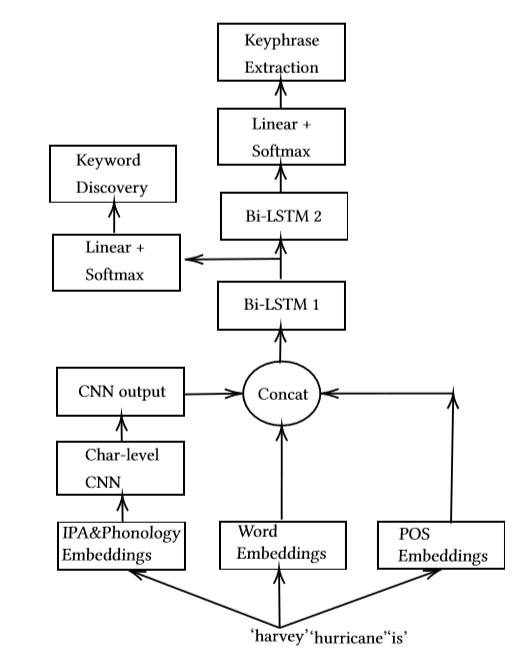 Keyphrase
Extraction
Linear +
Softmax
Keyword
Discovery
Bi-LSTM 2
Linear +
Softmax
Bi-LSTM 1
CNN output
Concat
Char-level
CNN
IPA&Phonology
Embeddings
Word
Embeddings
POS
Embeddings
'harvey' 'hurricane' 'is'